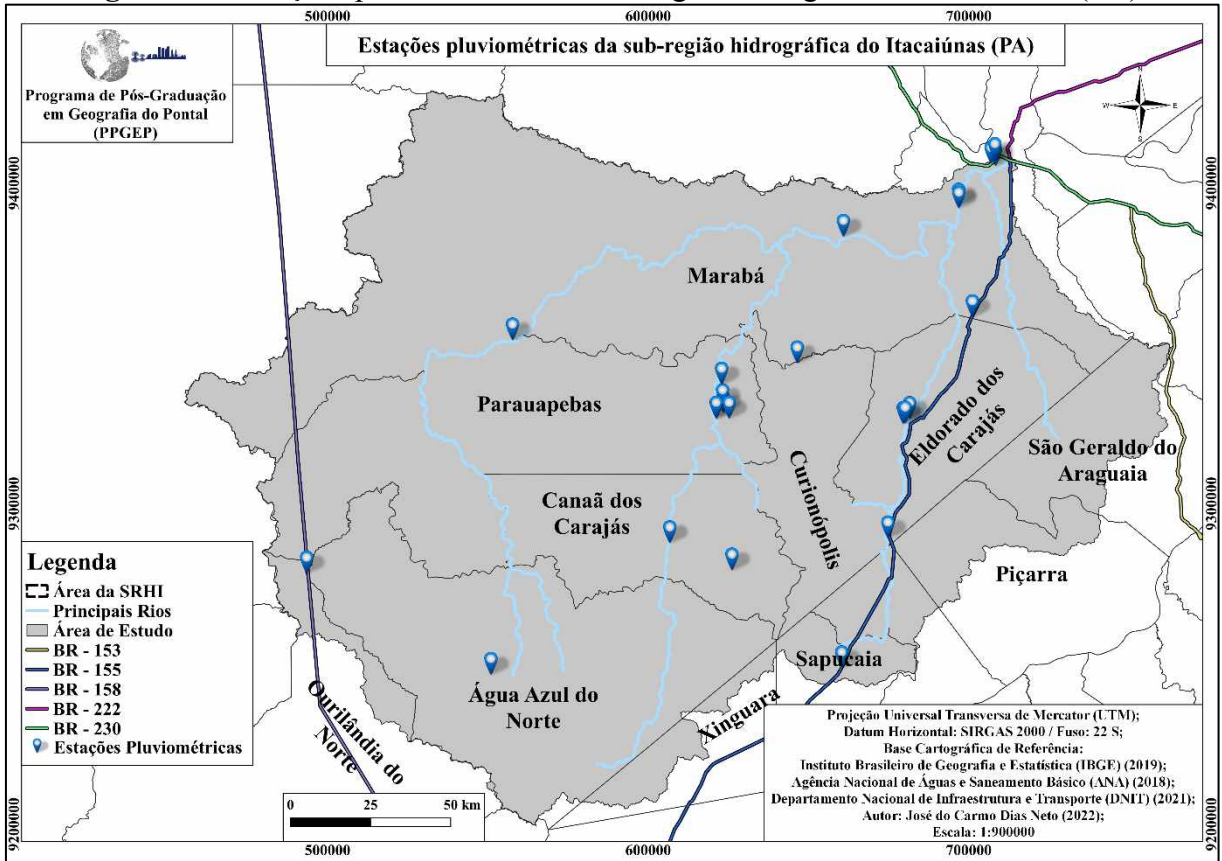 500000
600000
700000
Programa de Pós-Graduação
em Geografia do Pontal
(PPGEP)
Estações pluviométricas da sub-região hidrográfica do Itacaiúnas (PA)
N
W
E
S
9400000
9400000
Marabá
Parauapebas
Eldorado dos
Carajás
São Geraldo do
Araguaia
Curionópolis
Canaã dos
Carajás
9300000
9300000
Piçarra
Sapucaia
Água Azul do
Norte
Xinguara
Ourilândia do
Norte
Legenda
Área da SRHI
Principais Rios
Área de Estudo
BR - 153
BR - 155
BR - 158
BR - 222
BR - 230
Estações Pluviométricas
0 25 50 km
Projeção Universal Transversa de Mercator (UTM);
Datum Horizontal: SIRGAS 2000 / Fuso: 22 S;
Base Cartográfica de Referência:
Instituto Brasileiro de Geografia e Estatística (IBGE) (2019);
Agência Nacional de Águas e Saneamento Básico (ANA) (2018);
Departamento Nacional de Infraestrutura e Transporte (DNIT) (2021);
Autor: José do Carmo Dias Neto (2022);
Escala: 1:900000
9200000
9200000
500000
600000
700000